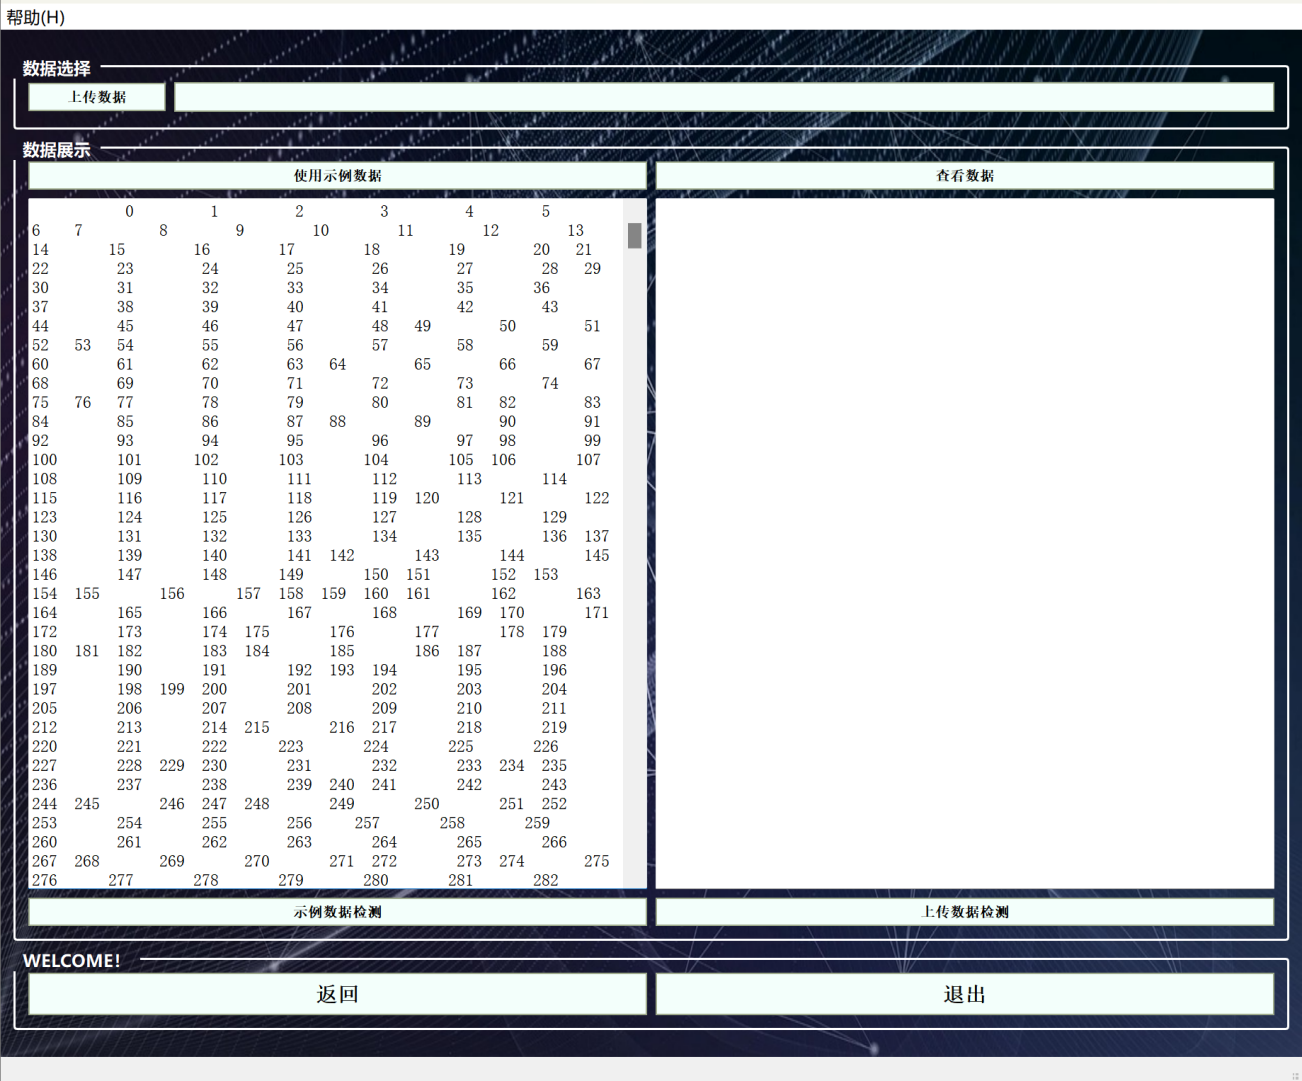 帮助(H)
数据选择
上传数据
数据展示
使用示例数据 查看数据
0 1 2 3 4 5
6 7 8 9 10 11 12 13
14 15 16 17 18 19 20 21
22 23 24 25 26 27 28 29
30 31 32 33 34 35 36
37 38 39 40 41 42 43
44 45 46 47 48 49 50 51
52 53 54 55 56 57 58 59
60 61 62 63 64 65 66 67
68 69 70 71 72 73 74
75 76 77 78 79 80 81 82 83
84 85 86 87 88 89 90 91
92 93 94 95 96 97 98 99
100 101 102 103 104 105 106 107
108 109 110 111 112 113 114
115 116 117 118 119 120 121 122
123 124 125 126 127 128 129
130 131 132 133 134 135 136 137
138 139 140 141 142 143 144 145
146 147 148 149 150 151 152 153
154 155 156 157 158 159 160 161 162 163
164 165 166 167 168 169 170 171
172 173 174 175 176 177 178 179
180 181 182 183 184 185 186 187 188
189 190 191 192 193 194 195 196
197 198 199 200 201 202 203 204
205 206 207 208 209 210 211
212 213 214 215 216 217 218 219
220 221 222 223 224 225 226
227 228 229 230 231 232 233 234 235
236 237 238 239 240 241 242 243
244 245 246 247 248 249 250 251 252
253 254 255 256 257 258 259
260 261 262 263 264 265 266
267 268 269 270 271 272 273 274 275
276 277 278 279 280 281 282
示例数据检测 上传数据检测
WELCOME!
返回 退出